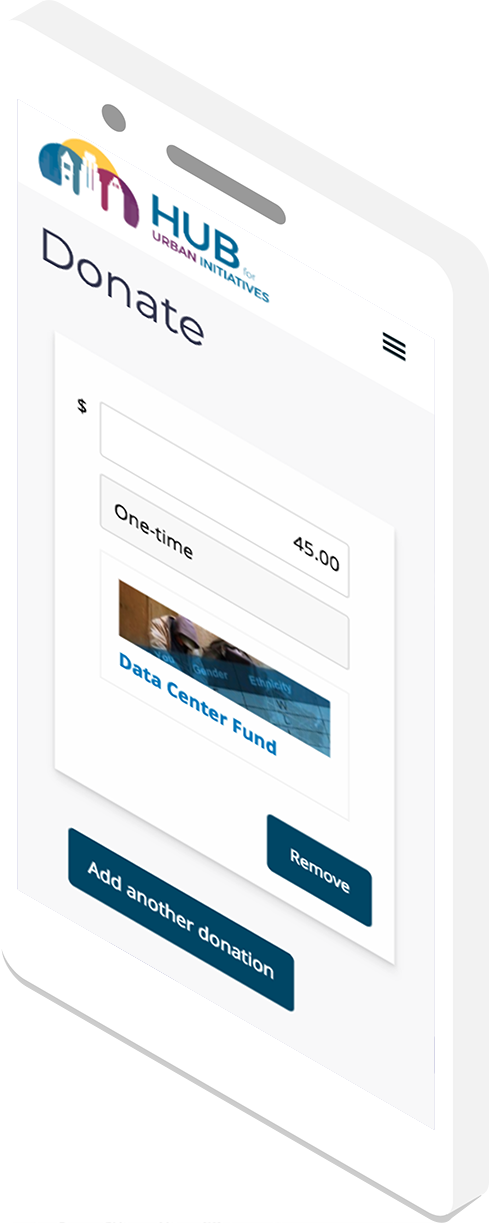 HUB
for
URBAN INITIATIVES
Donate
$
45.00
One-time
Gender
Ethnicity
W
Data Center Fund
Remove
Add another donation